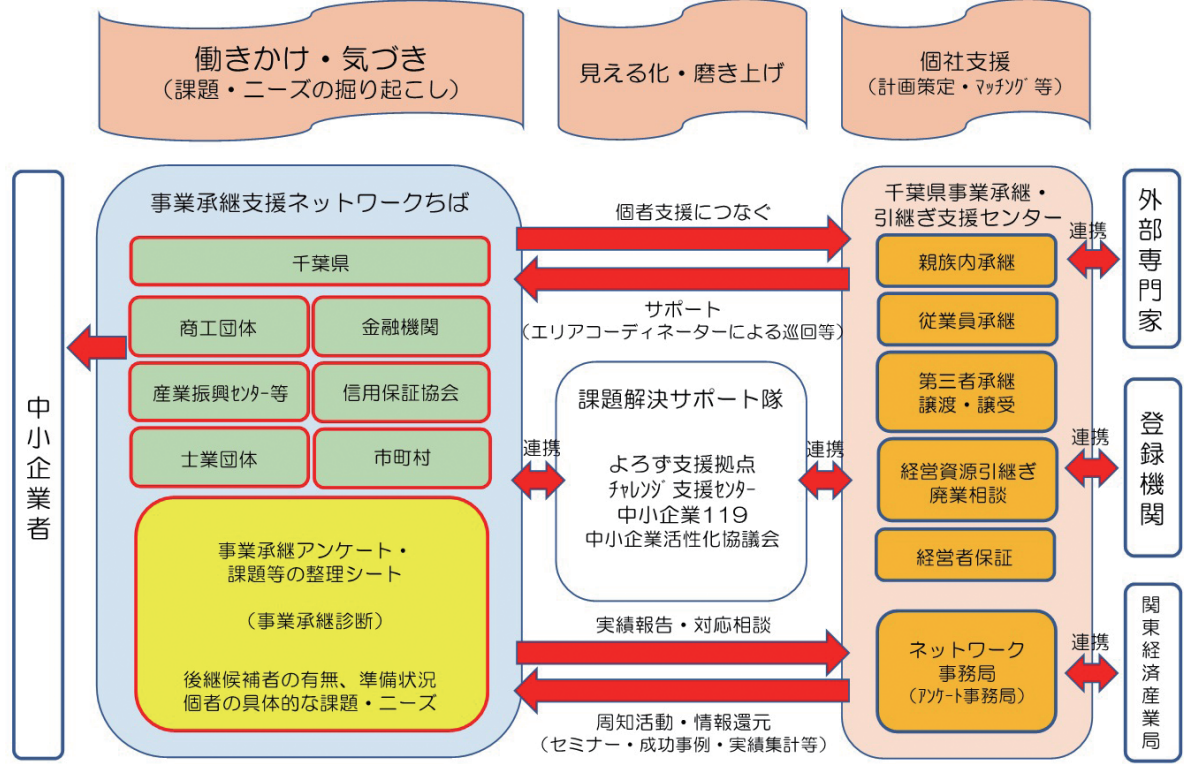 働きかけ・気づき
(課題・ニーズの掘り起こし)
見える化・磨き上げ
個社支援
(計画策定・ﾏｯﾁﾝｸﾞ等)
中小企業者
事業承継支援ネットワークちば
千葉県
商工団体
金融機関
産業振興ｾﾝﾀｰ等
信用保証協会
士業団体
市町村
事業承継アンケート・
課題等の整理シート
(事業承継診断)
後継候補者の有無、準備状況
個者の具体的な課題・ニーズ
個者支援につなぐ
サポート
(エリアコーディネーターによる巡回等)
課題解決サポート隊
よろず支援拠点
ﾁｬﾚﾝｼﾞ支援ｾﾝﾀｰ
中小企業119
中小企業活性化協議会
連携
連携
実績報告・対応相談
周知活動・情報還元
(セミナー・成功事例・実績集計等)
千葉県事業承継・
引継ぎ支援センター
親族内承継
従業員承継
第三者承継
譲渡・譲受
経営資源引継ぎ
廃業相談
経営者保証
ネットワーク
事務局
(ｱﾝｹｰﾄ事務局)
連携
連携
連携
外部専門家
登録機関
関東経済産業局